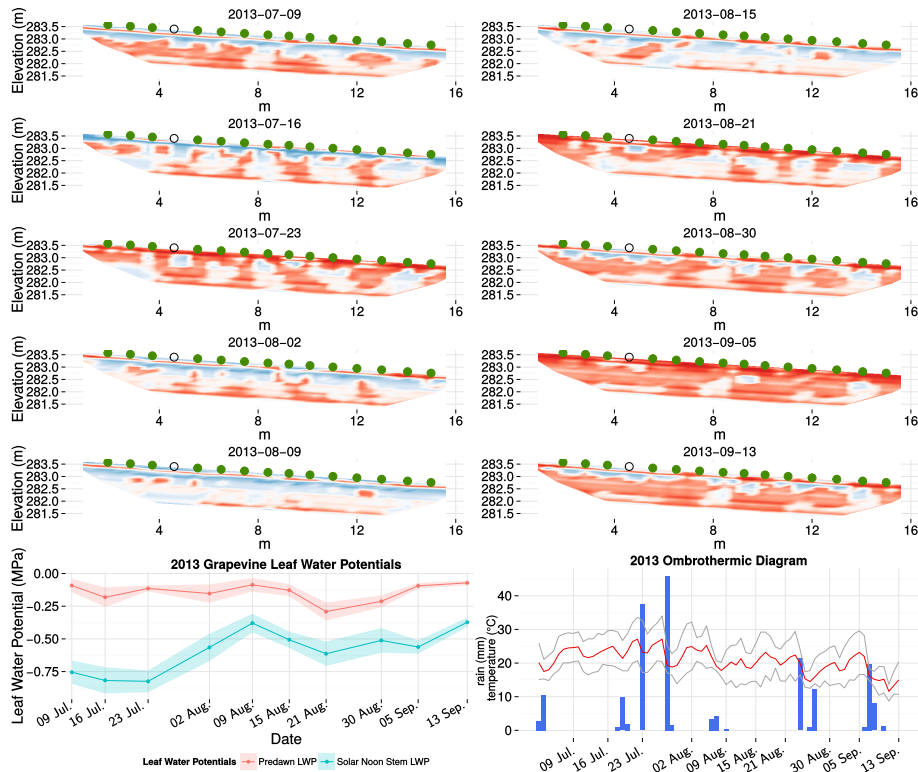 2013−07−09
Elevation (m)
283.5
283.0
282.5
282.0
281.5
4 8 12 16
m
2013−08−15
Elevation (m)
283.5
283.0
282.5
282.0
281.5
4 8 12 16
m
2013−07−16
Elevation (m)
283.5
282.5
282.0
281.5
4 8 12 16
m
2013−08−21
Elevation (m)
283.5
283.0
282.5
282.0
281.5
4 8 12 16
m
2013−07−23
Elevation (m)
283.5
283.0
282.5
282.0
281.5
4 8 12 16
m
2013−08−30
Elevation (m)
283.5
283.0
282.5
282.0
281.5
4 8 12 16
m
2013−08−02
Elevation (m)
283.5
283.0
282.5
282.0
281.5
4 8 12 16
m
2013−09−05
Elevation (m)
283.5
283.0
282.5
282.0
281.5
4 8 12 16
m
2013−08−09
Elevation (m)
283.5
283.0
282.5
282.0
281.5
4 8 12 16
m
2013−09−13
Elevation (m)
283.5
283.0
282.5
282.0
281.5
4 8 12 16
m
2013 Grapevine Leaf Water Potentials
Leaf Water Potential (MPa)
0.00
−0.25
−0.50
−0.75
09 Jul. 16 Jul. 23 Jul. 02 Aug. 09 Aug. 15 Aug. 21 Aug. 30 Aug. 05 Sep. 13 Sep.
Date
Leaf Water Potentials Predawn LWP Solar Noon Stem LWP
2013 Ombrothermic Diagram
rain (mm)
temperature (°C)
40
30
20
10
0
09 Jul. 16 Jul. 23 Jul. 02 Aug. 09 Aug. 15 Aug. 21 Aug. 30 Aug. 05 Sep. 13 Sep.